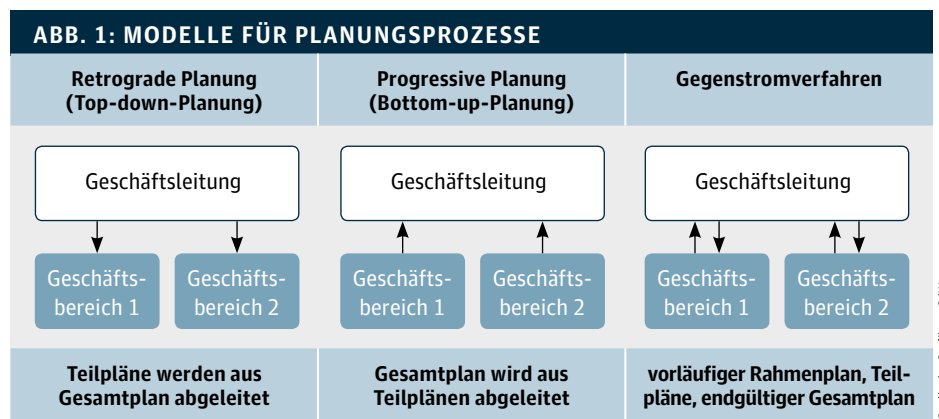 ABB. 1: MODELLE FÜR PLANUNGSPROZESSE
Retrograde Planung
(Top-down-Planung)
Progressive Planung
(Bottom-up-Planung)
Gegenstromverfahren
Geschäftsleitung
Geschäftsleitung
Geschäftsleitung
Geschäfts-
bereich 1
Geschäfts-
bereich 2
Geschäfts-
bereich 1
Geschäfts-
bereich 2
Geschäfts-
bereich 1
Geschäfts-
bereich 2
Teilpläne werden aus
Gesamtplan abgeleitet
Gesamtplan wird aus
Teilplänen abgeleitet
vorläufiger Rahmenplan, Teil-
pläne, endgültiger Gesamtplan